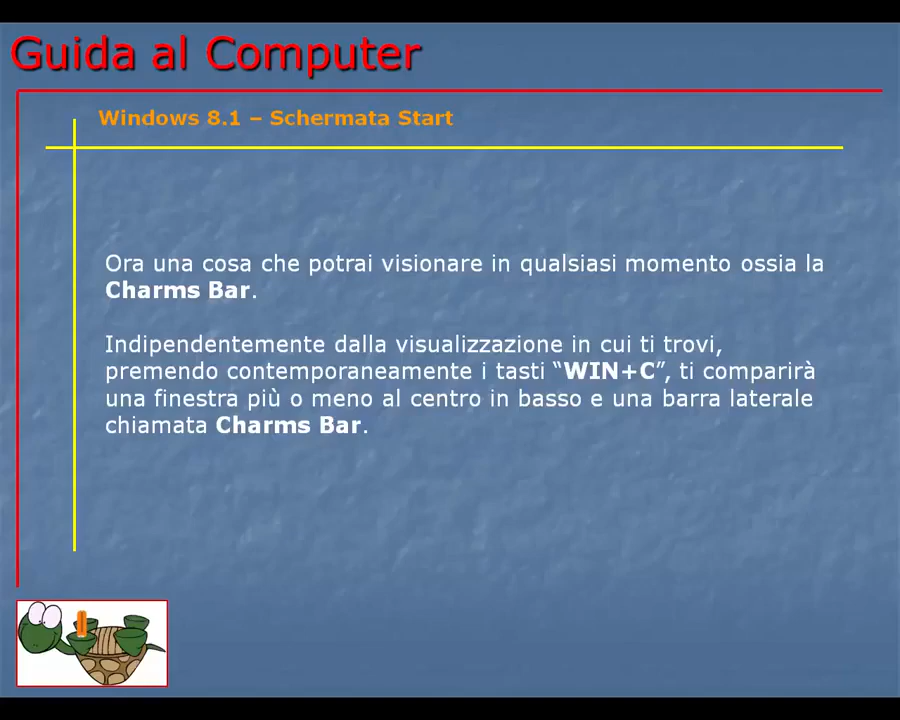 Guida al Computer
Windows 8.1 – Schermata Start
Ora una cosa che potrai visionare in qualsiasi momento ossia la
Charms Bar.
Indipendentemente dalla visualizzazione in cui ti trovi,
premendo contemporaneamente i tasti “WIN+C”, ti comparirà
una finestra più o meno al centro in basso e una barra laterale
chiamata Charms Bar.